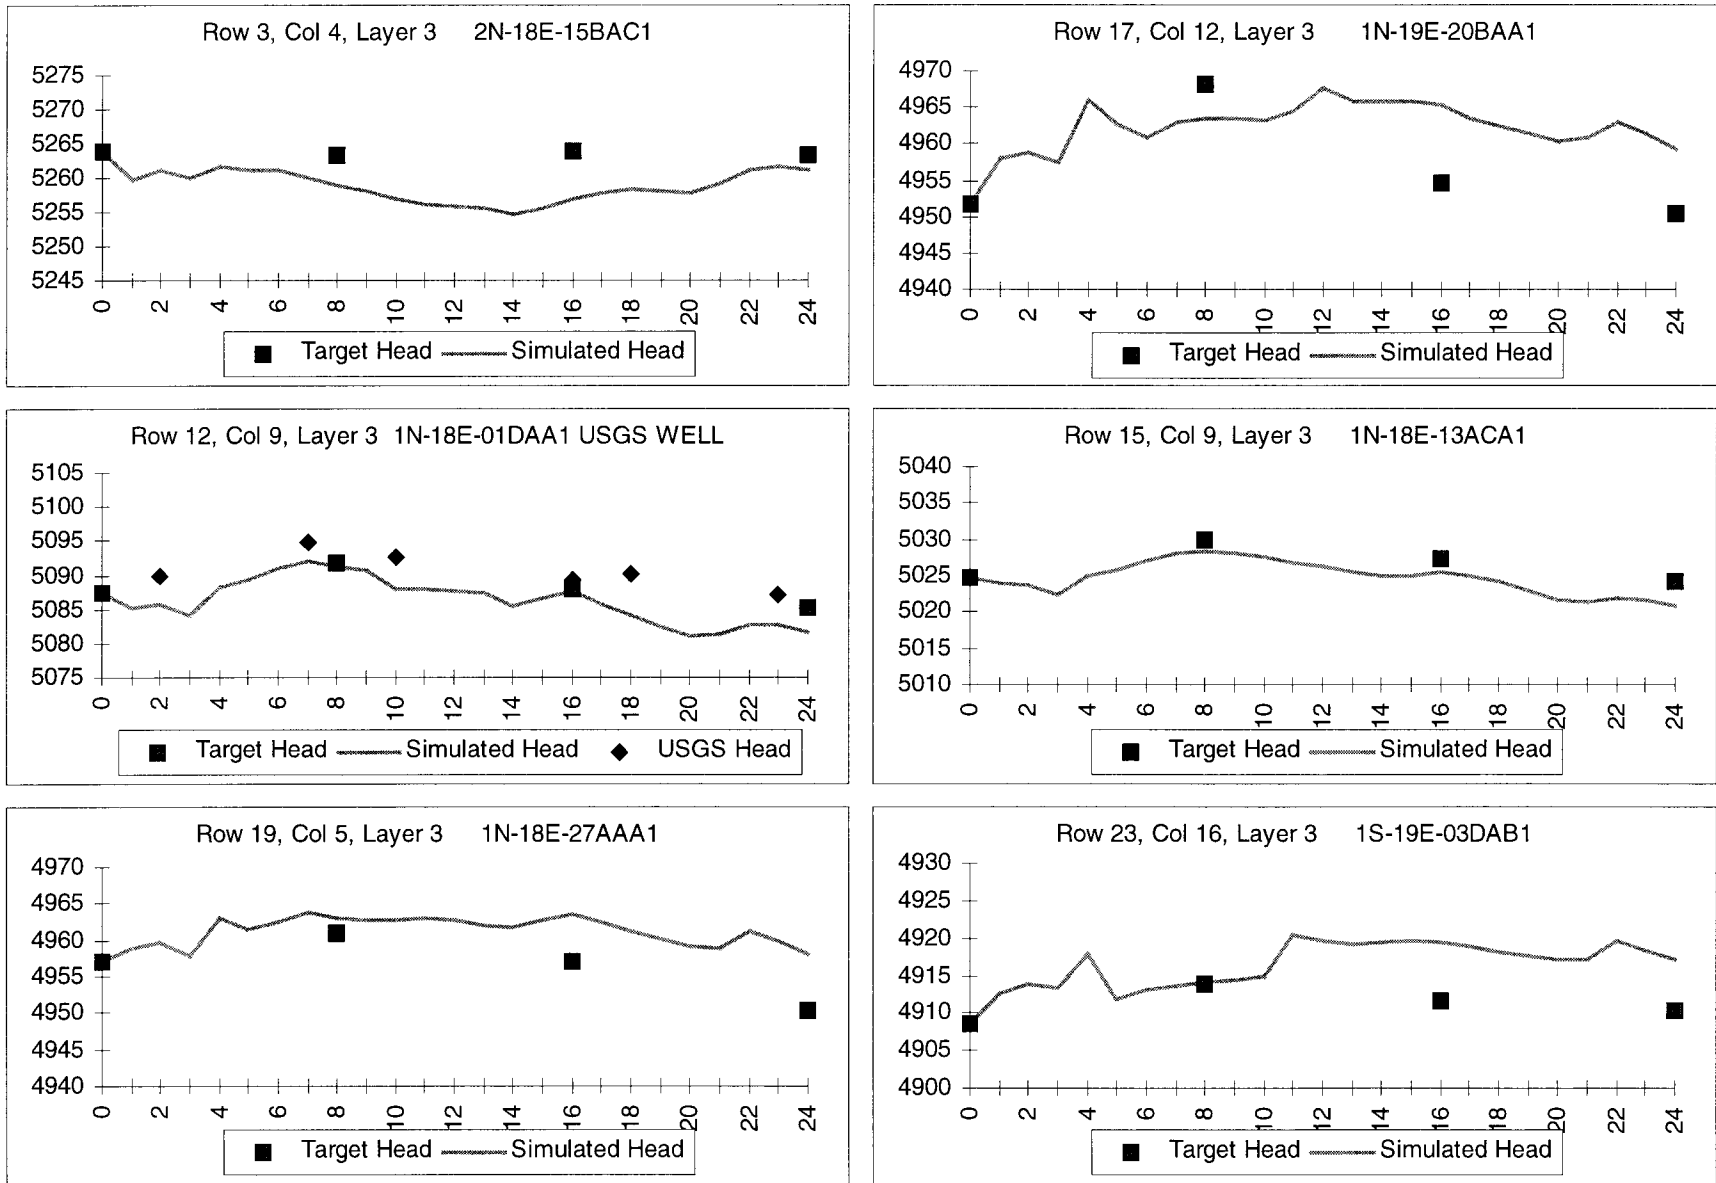 Row 3, Col 4, Layer 3 2N-18E-15BAC1
5275
5270
5265
5260
5255
5250
5245
0 2 4 6 8 10 12 14 16 18 20 22 24
Target Head Simulated Head
Row 17, Col 12, Layer 3 1N-19E-20BAA1
4970
4965
4960
4955
4950
4945
4940
0 2 4 6 8 10 12 14 16 18 20 22 24
Target Head Simulated Head
Row 12, Col 9, Layer 3 1N-18E-01DAA1 USGS WELL
5105
5100
5095
5090
5085
5080
5075
0 2 4 6 8 10 12 14 16 18 20 22 24
Target Head Simulated Head USGS Head
Row 15, Col 9, Layer 3 1N-18E-13ACA1
5040
5035
5030
5025
5020
5015
5010
0 2 4 6 8 10 12 14 16 18 20 22 24
Target Head Simulated Head
Row 19, Col 5, Layer 3 1N-18E-27AAA1
4970
4965
4960
4955
4950
4945
4940
0 2 4 6 8 10 12 14 16 18 20 22 24
Target Head Simulated Head
Row 23, Col 16, Layer 3 1S-19E-03DAB1
4930
4925
4920
4915
4910
4905
4900
0 2 4 6 8 10 12 14 16 18 20 22 24
Target Head Simulated Head